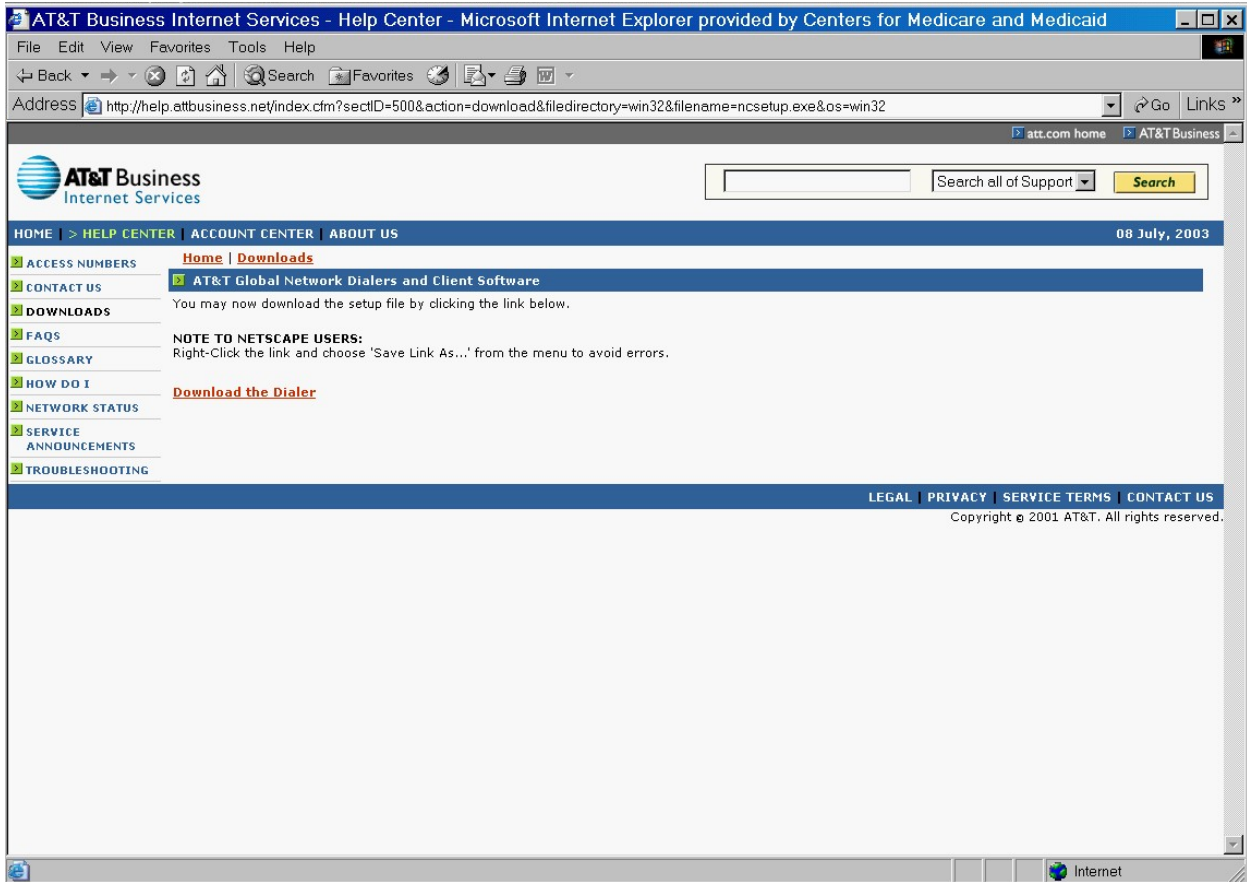 AT&T Business Internet Services - Help Center - Microsoft Internet Explorer provided by Centers for Medicare and Medicaid
File Edit View Favorites Tools Help
Back Search Favorites
Address http://help.attbusiness.net/index.cfm?sectID=500&action=download&filedirectory=win32&filename=ncsetup.exe&os=win32 Go Links »
att.com home AT&T Business
AT&T Business
Internet Services
Search all of Support Search
HOME | > HELP CENTER | ACCOUNT CENTER | ABOUT US 08 July, 2003
Home | Downloads
ACCESS NUMBERS
CONTACT US
DOWNLOADS
FAQS
GLOSSARY
HOW DO I
NETWORK STATUS
SERVICE
ANNOUNCEMENTS
TROUBLESHOOTING
AT&T Global Network Dialers and Client Software
You may now download the setup file by clicking the link below.
NOTE TO NETSCAPE USERS:
Right-Click the link and choose 'Save Link As...' from the menu to avoid errors.
Download the Dialer
LEGAL | PRIVACY | SERVICE TERMS | CONTACT US
Copyright © 2001 AT&T. All rights reserved.
Internet